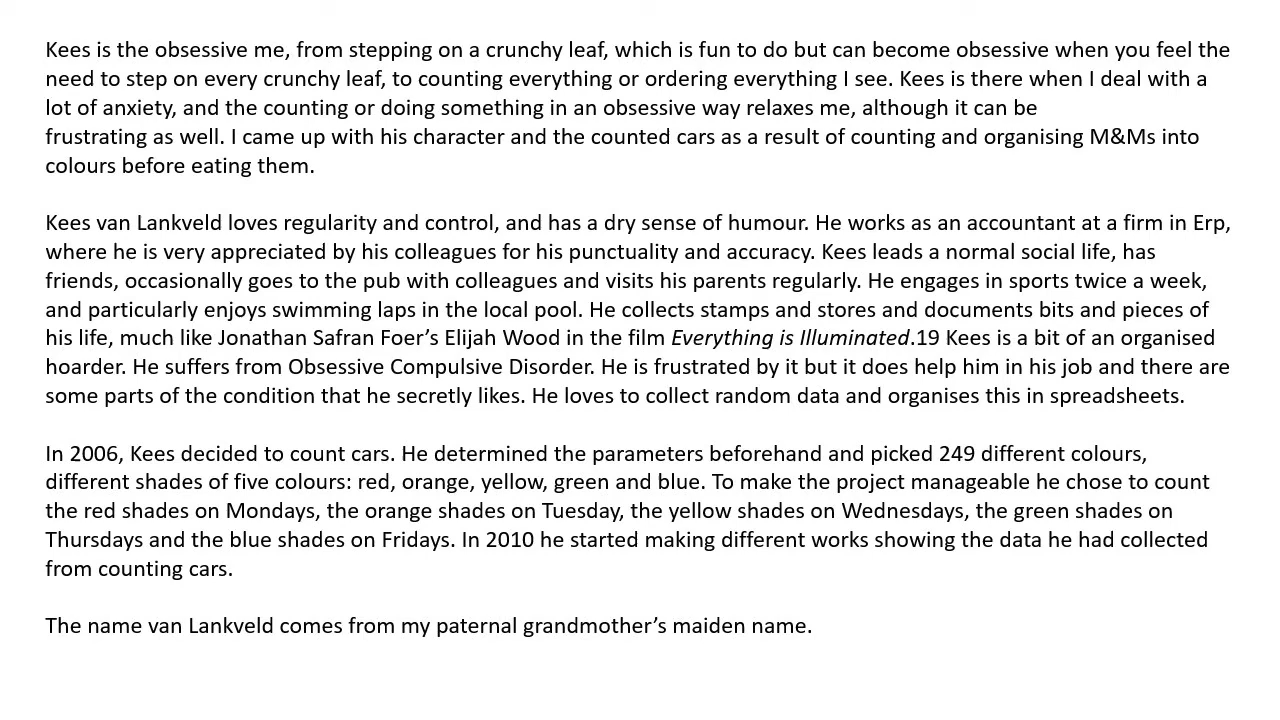 Kees is the obsessive me, from stepping on a crunchy leaf, which is fun to do but can become obsessive when you feel the
need to step on every crunchy leaf, to counting everything or ordering everything I see. Kees is there when I deal with a
lot of anxiety, and the counting or doing something in an obsessive way relaxes me, although it can be
frustrating as well. I came up with his character and the counted cars as a result of counting and organising M&Ms into
colours before eating them.
Kees van Lankveld loves regularity and control, and has a dry sense of humour. He works as an accountant at a firm in Erp,
where he is very appreciated by his colleagues for his punctuality and accuracy. Kees leads a normal social life, has
friends, occasionally goes to the pub with colleagues and visits his parents regularly. He engages in sports twice a week,
and particularly enjoys swimming laps in the local pool. He collects stamps and stores and documents bits and pieces of
his life, much like Jonathan Safran Foer’s Elijah Wood in the film Everything is Illuminated.19 Kees is a bit of an organised
hoarder. He suffers from Obsessive Compulsive Disorder. He is frustrated by it but it does help him in his job and there are
some parts of the condition that he secretly likes. He loves to collect random data and organises this in spreadsheets.
In 2006, Kees decided to count cars. He determined the parameters beforehand and picked 249 different colours,
different shades of five colours: red, orange, yellow, green and blue. To make the project manageable he chose to count
the red shades on Mondays, the orange shades on Tuesday, the yellow shades on Wednesdays, the green shades on
Thursdays and the blue shades on Fridays. In 2010 he started making different works showing the data he had collected
from counting cars.
The name van Lankveld comes from my paternal grandmother’s maiden name.